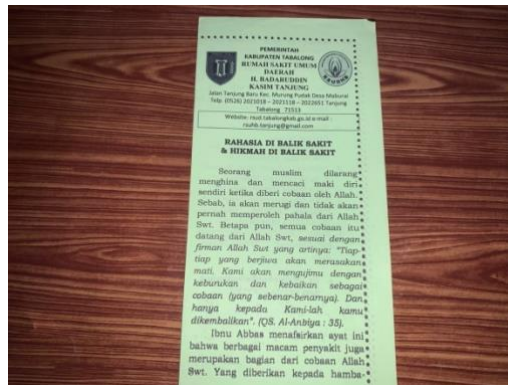 PEMERINTAH
KABUPATEN TABALONG
RUMAH SAKIT UMUM
DAERAH
H. BADARUDDIN
KASIM TANJUNG
Jalan Tanjung Baru Kec. Murung Pudak Desa Maburai
Telp. (0526) 2021018 – 2021118 – 2022651 Tanjung
Tabalong 71513
Website: rsud.tabalongkab.go.id e-mail :
rsuhb.tanjung@gmail.com
RAHASIA DI BALIK SAKIT
& HIKMAH DI BALIK SAKIT
Seorang muslim dilarang
menghina dan mencaci maki diri
sendiri ketika diberi cobaan oleh Allah.
Sebab, ia akan merugi dan tidak akan
pernah memperoleh pahala dari Allah
Swt. Betapa pun, semua cobaan itu
datang dari Allah Swt, sesuai dengan
firman Allah Swt yang artinya: "Tiap-
tiap yang berjiwa akan merasakan
mati. Kami akan mengujimu dengan
keburukan dan kebaikan sebagai
cobaan (yang sebenar-benarnya). Dan
hanya kepada Kami-lah kamu
dikembalikan". (QS. Al-Anbiya : 35).
Ibnu Abbas menafsirkan ayat ini
bahwa berbagai macam penyakit juga
merupakan bagian dari cobaan Allah
Swt. Yang diberikan kepada hamba-